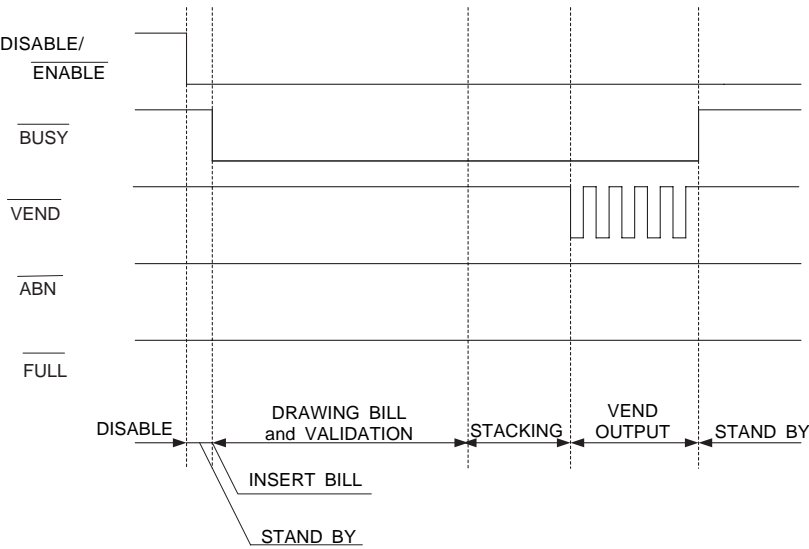 DISABLE/
ENABLE
BUSY
VEND
ABN
FULL
DISABLE
DRAWING BILL
and VALIDATION
STACKING
VEND
OUTPUT
STAND BY
INSERT BILL
STAND BY